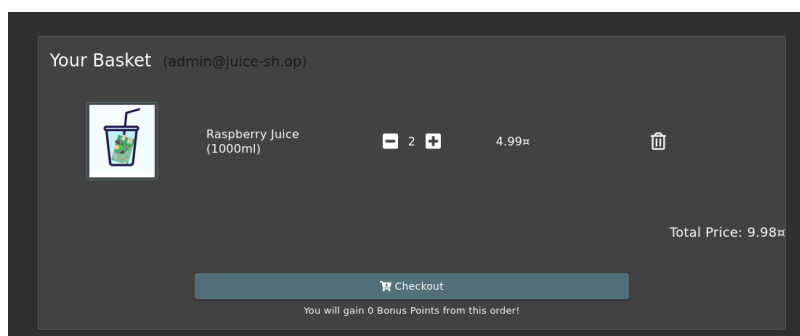 Your Basket (admin@juice-sh.op)
Raspberry Juice
(1000ml)
2
4.99¤
Total Price: 9.98¤
Checkout
You will gain 0 Bonus Points from this order!